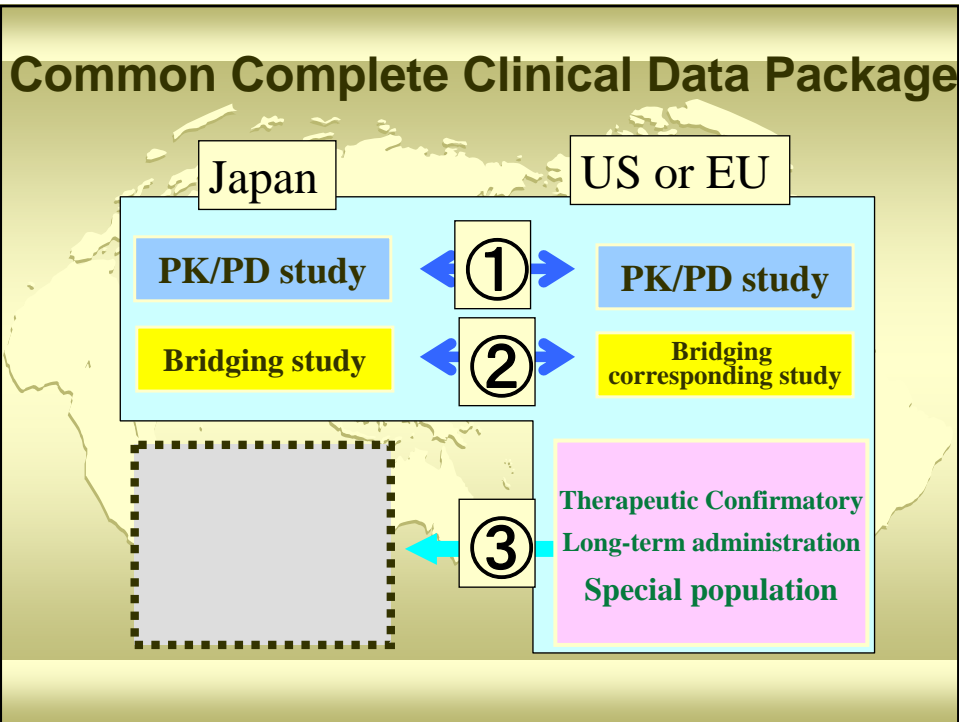 Common Complete Clinical Data Package
Japan
US or EU
PK/PD study
①
PK/PD study
Bridging study
②
Bridging
corresponding study
③
Therapeutic Confirmatory
Long-term administration
Special population